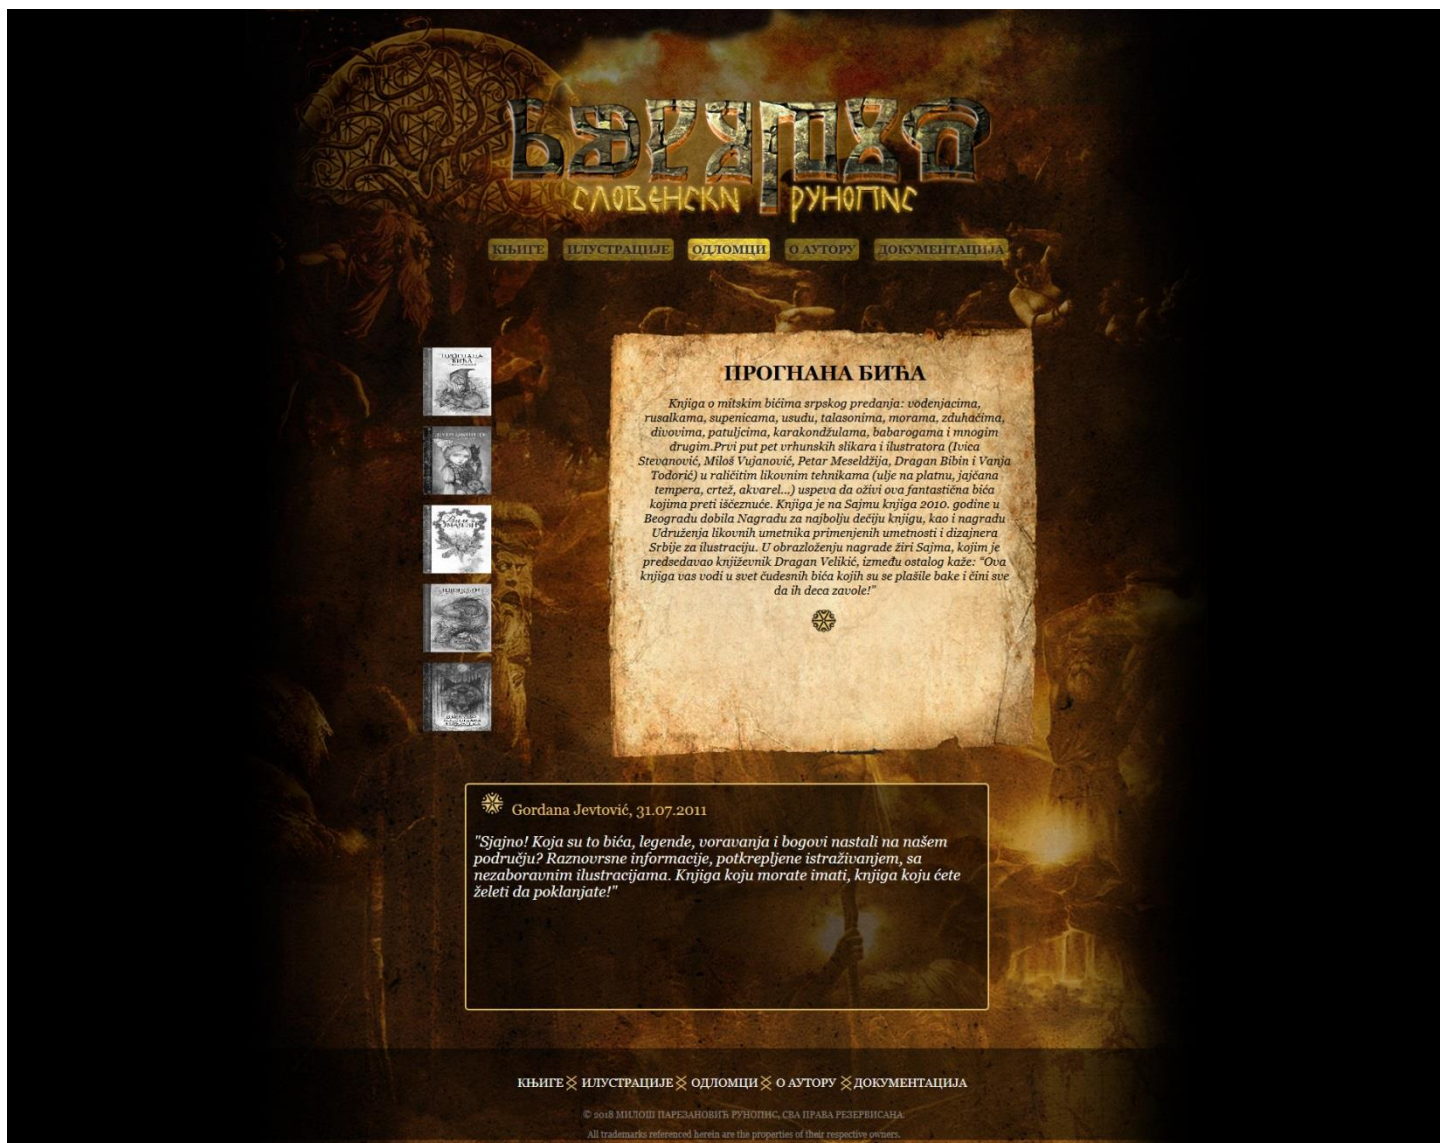 СЛОВЕНСКИ РУНОПИС
КЊИГЕ ИЛУСТРАЦИЈЕ ОДЛОМЦИ О АУТОРУ ДОКУМЕНТАЦИЈА
ПРОГНАНА БИЋА
Knjiga o mitskim bićima srpskog predanja: vodenjacima,
rusalkama, supenicama, usudu, talasonima, morama, zduhaćima,
divovima, patuljcima, karakondžulama, babarogama i mnogim
drugim.Prvi put pet vrhunskih slikara i ilustratora (Ivica
Stevanović, Miloš Vujanović, Petar Meseldžija, Dragan Bibin i Vanja
Todorić) u raličitim likovnim tehnikama (ulje na platnu, jajčana
tempera, crtež, akvarel...) uspeva da oživi ova fantastična bića
kojima preti iščeznuće. Knjiga je na Sajmu knjiga 2010. godine u
Beogradu dobila Nagradu za najbolju dečiju knjigu, kao i nagradu
Udruženja likovnih umetnika primenjenih umetnosti i dizajnera
Srbije za ilustraciju. U obrazloženju nagrade žiri Sajma, kojim je
predsedavao književnik Dragan Velikić, između ostalog kaže: “Ova
knjiga vas vodi u svet čudesnih bića kojih su se plašile bake i čini sve
da ih deca zavole!”
Gordana Jevtović, 31.07.2011
"Sjajno! Koja su to bića, legende, voravanja i bogovi nastali na našem
području? Raznovrsne informacije, potkrepljene istraživanjem, sa
nezaboravnim ilustracijama. Knjiga koju morate imati, knjiga koju ćete
želeti da poklanjate!"
КЊИГЕ ИЛУСТРАЦИЈЕ ОДЛОМЦИ О АУТОРУ ДОКУМЕНТАЦИЈА
© 2018 МИЛОШ ПАРЕЗАНОВИЋ РУНОПИС, СВА ПРАВА РЕЗЕРВИСАНА.
All trademarks referenced herein are the properties of their respective owners.